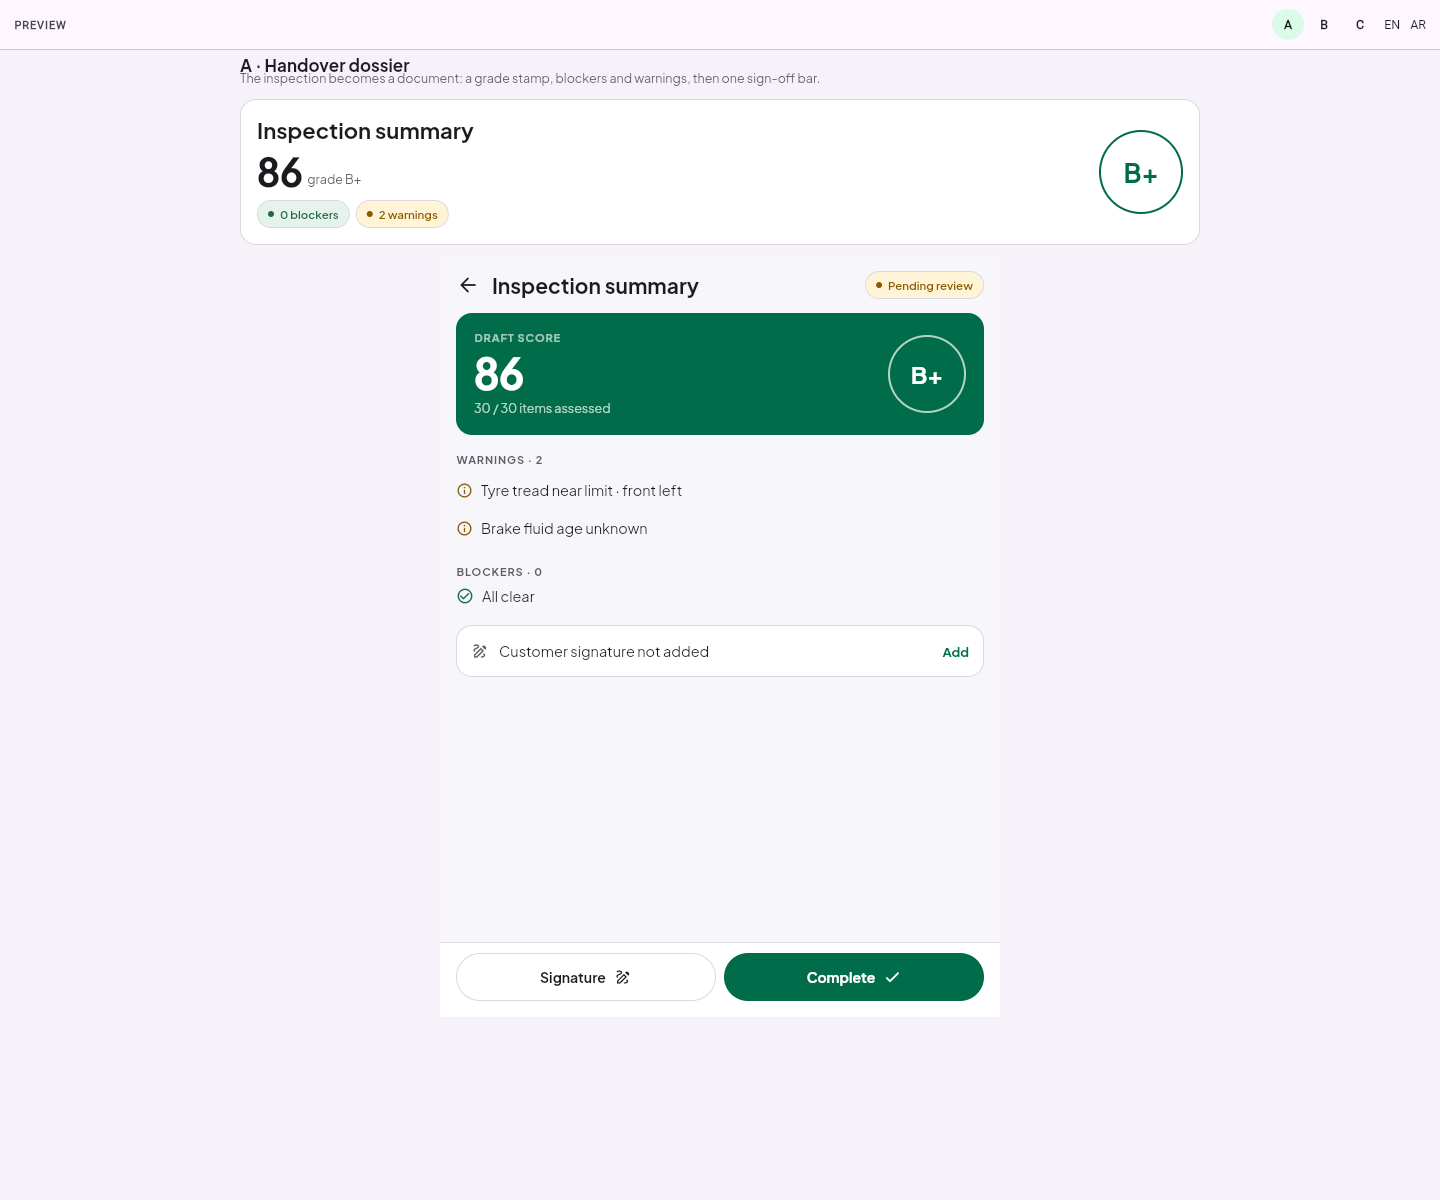 PREVIEW
A B C EN AR
A · Handover dossier
The inspection becomes a document: a grade stamp, blockers and warnings, then one sign-off bar.
Inspection summary
86 grade B+
B+
0 blockers 2 warnings
Inspection summary
Pending review
DRAFT SCORE
86
B+
30 / 30 items assessed
WARNINGS · 2
Tyre tread near limit · front left
Brake fluid age unknown
BLOCKERS · 0
All clear
Customer signature not added
Add
Signature
Complete